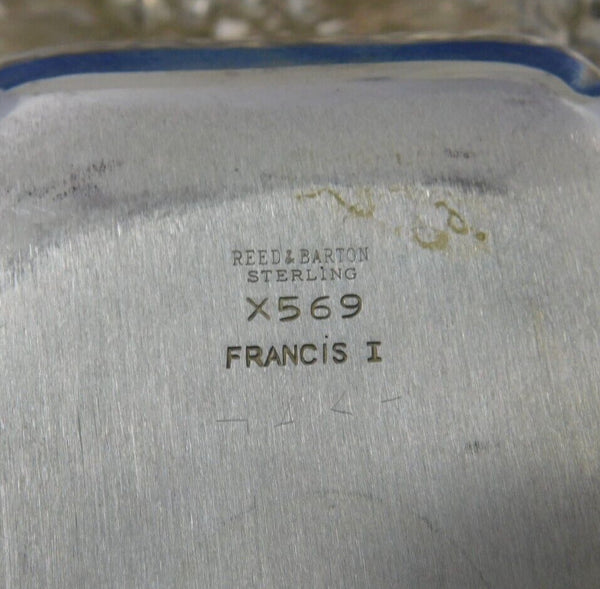 REED & BARTON
STERLING
X569
FRANCIS I